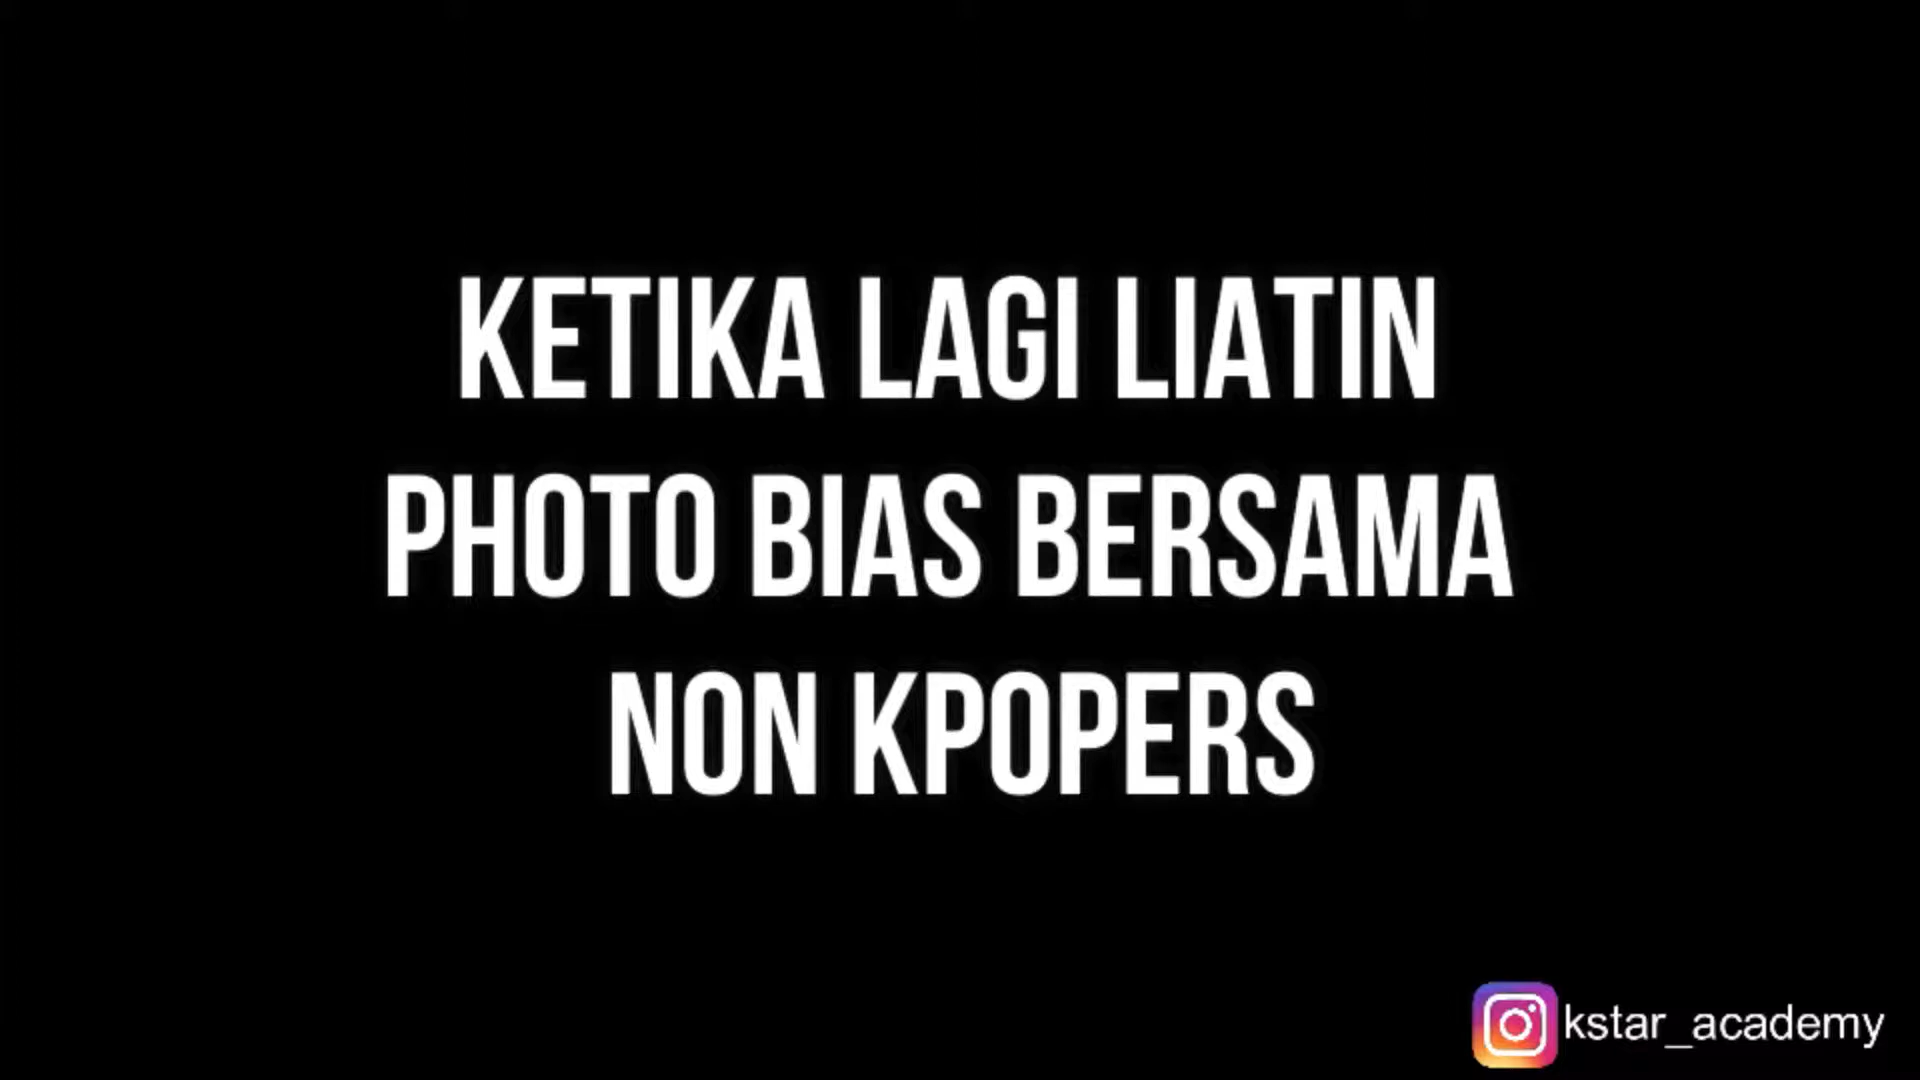 KETIKA LAGI LIATIN
PHOTO BIAS BERSAMA
NON KPOPERS
kstar_academy